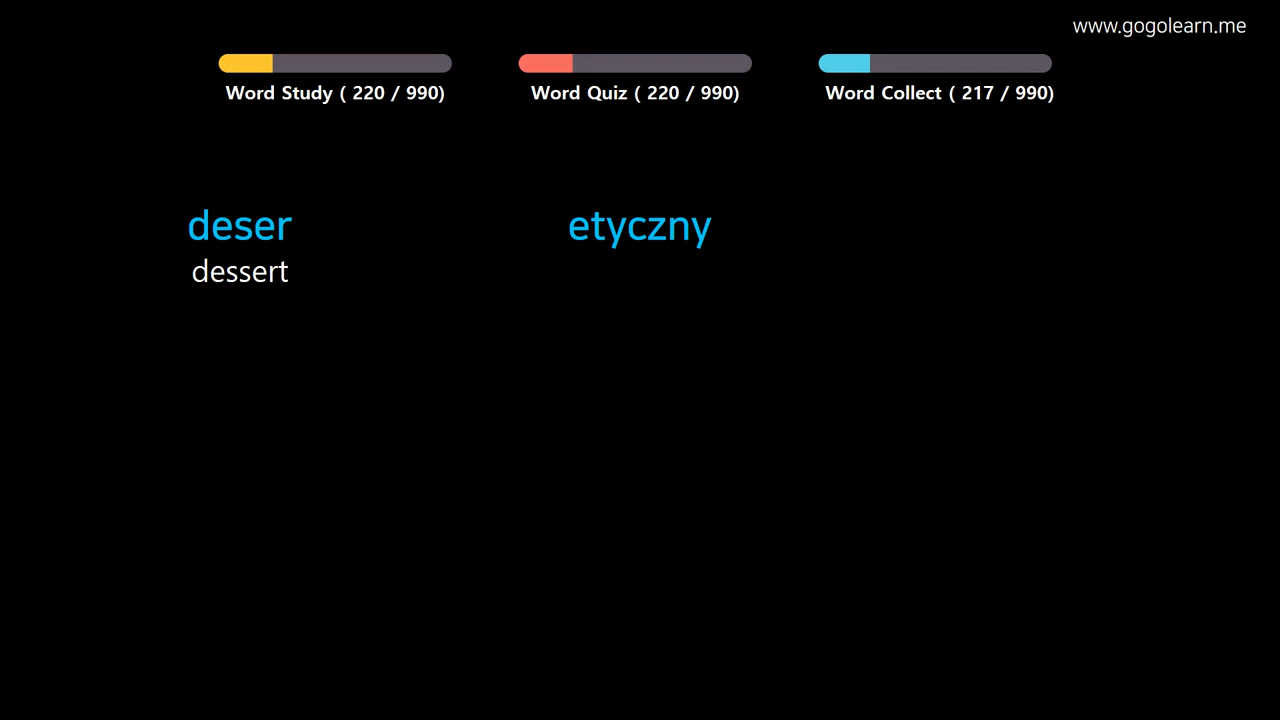 www.gogolearn.me
Word Study ( 220 / 990)
Word Quiz ( 220 / 990)
Word Collect ( 217 / 990)
deser
dessert
etyczny